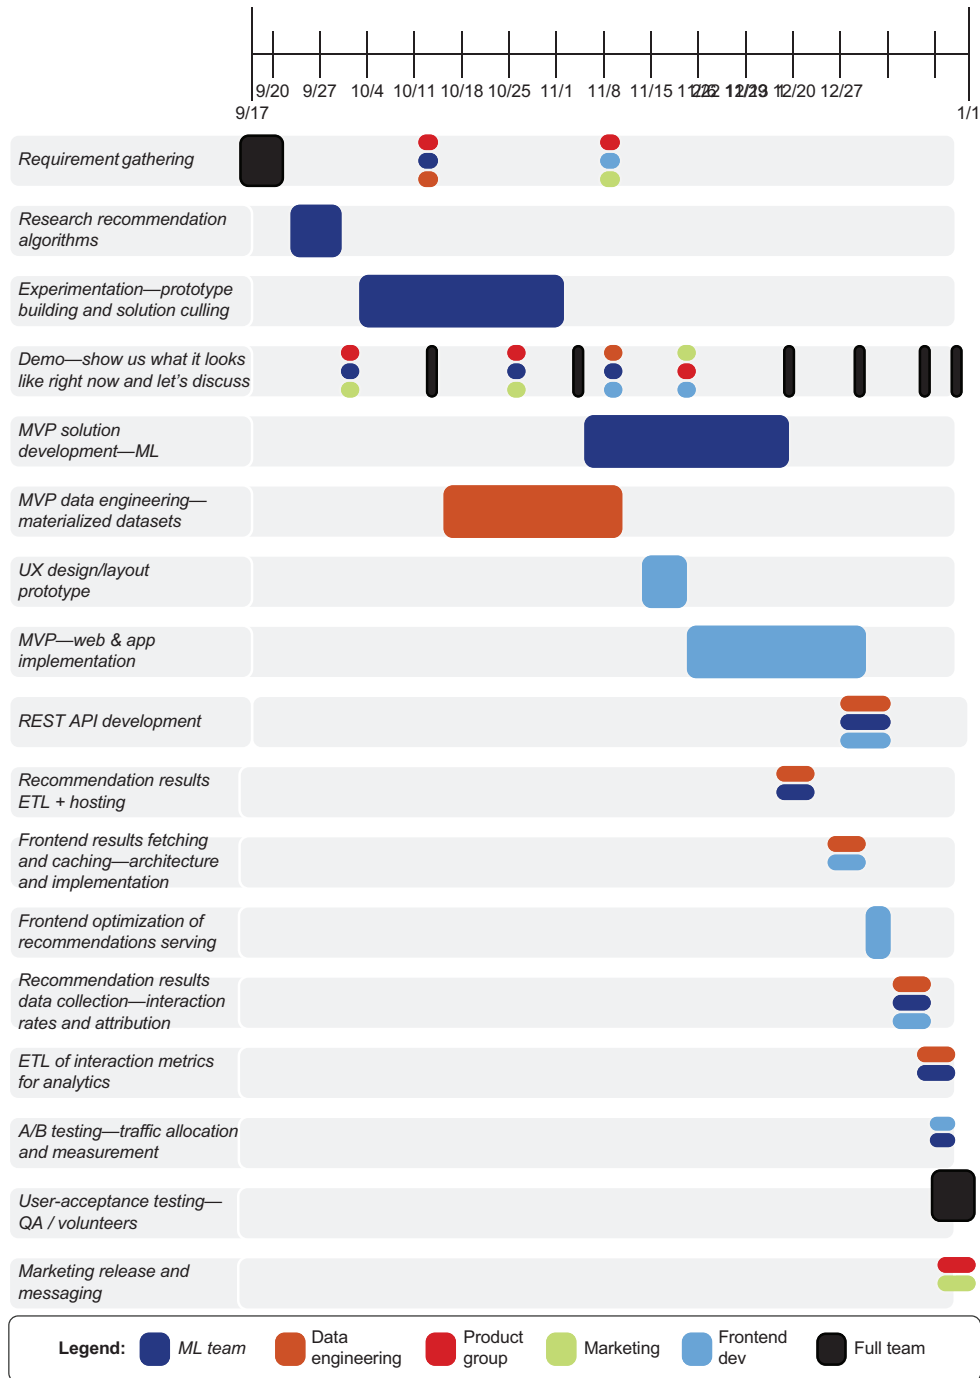 9/20 9/27 10/4 10/11 10/18 10/25 11/1 11/8 11/15 12/20 12/27
9/17 1/1
Requirement gathering
Research recommendation
algorithms
Experimentation—prototype
building and solution culling
Demo—show us what it looks
like right now and let's discuss
MVP solution
development—ML
MVP data engineering—
materialized datasets
UX design/layout
prototype
MVP—web & app
implementation
REST API development
Recommendation results
ETL + hosting
Frontend results fetching
and caching—architecture
and implementation
Frontend optimization of
recommendations serving
Recommendation results
data collection—interaction
rates and attribution
ETL of interaction metrics
for analytics
A/B testing—traffic allocation
and measurement
User-acceptance testing—
QA / volunteers
Marketing release and
messaging
Legend: ML team Data engineering Product group Marketing Frontend dev Full team